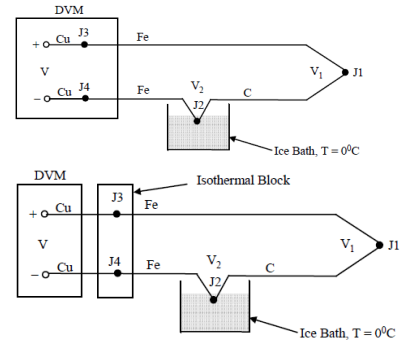 DVM
+ Cu J3 Fe
V
V1 J1
– Cu J4 Fe V2 C
J2
Ice Bath, T = 0⁰C
Isothermal Block
DVM
+ Cu J3 Fe
V
V1 J1
– Cu J4 Fe V2 C
J2
Ice Bath, T = 0⁰C